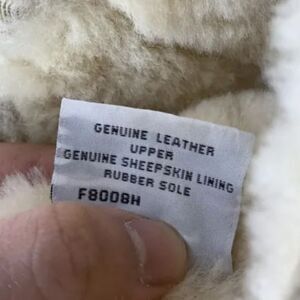 GENUINE LEATHER
UPPER
GENUINE SHEEPSKIN LINING
RUBBER SOLE
F8008H